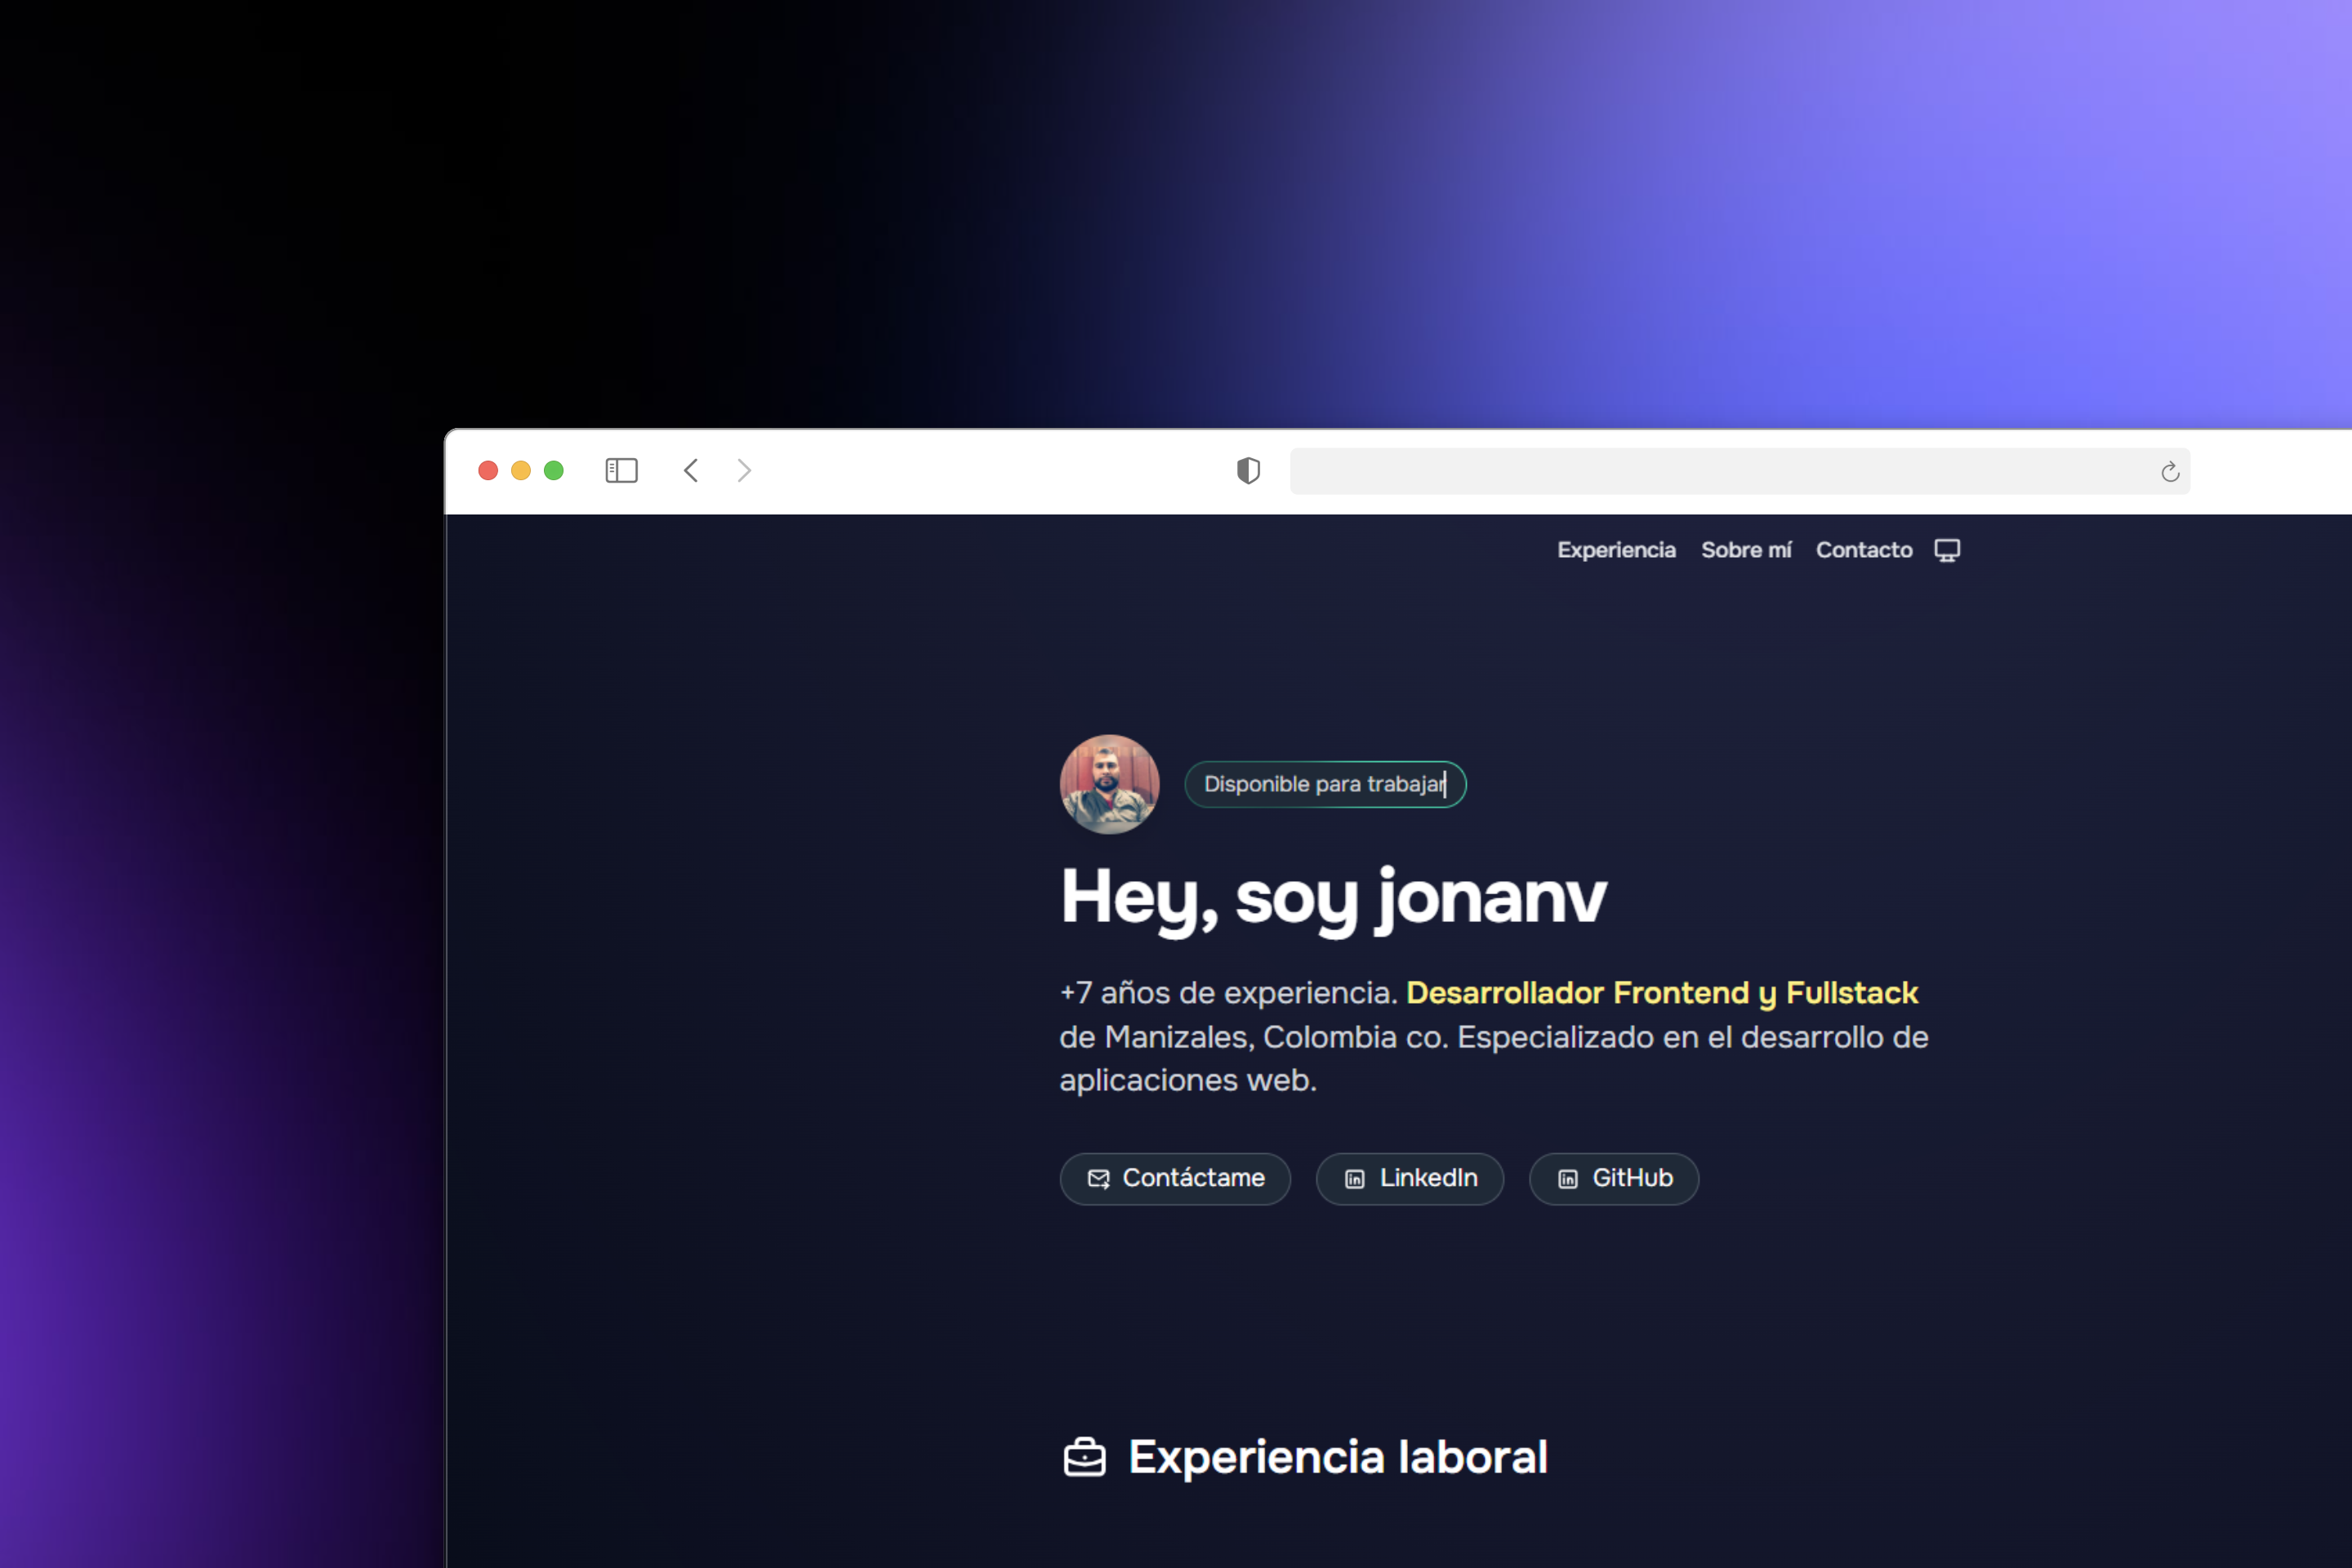 Experiencia Sobre mí Contacto
Disponible para trabajar
Hey, soy jonanv
+7 años de experiencia. Desarrollador Frontend y Fullstack
de Manizales, Colombia co. Especializado en el desarrollo de
aplicaciones web.
Contáctame LinkedIn GitHub
Experiencia laboral